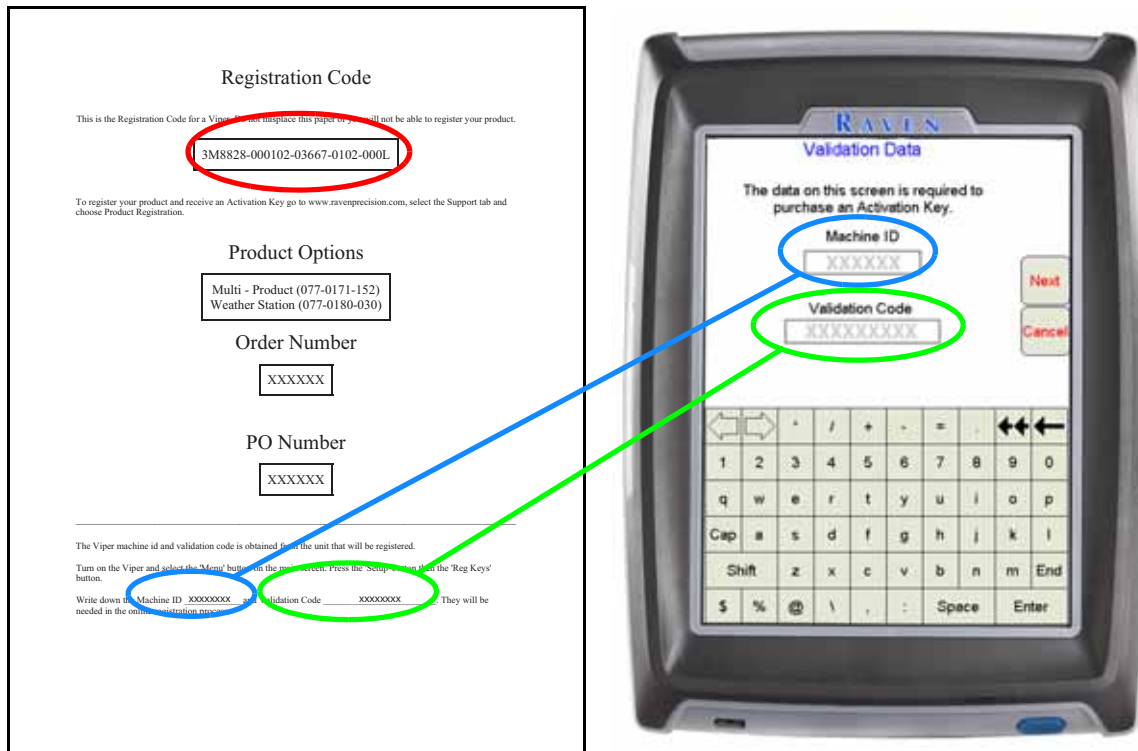 Registration Code
This is the Registration Code for a Viper. Do not misplace this paper or you will not be able to register your product.
3M8828-000102-03667-0102-000L
To register your product and receive an Activation Key go to www.ravenprecision.com, select the Support tab and
choose Product Registration.
Product Options
Multi - Product (077-0171-152)
Weather Station (077-0180-030)
Order Number
XXXXXX
PO Number
XXXXXX
The Viper machine id and validation code is obtained from the unit that will be registered.
Turn on the Viper and select the 'Menu' button on the main screen. Press the 'Setup' button then the 'Reg Keys'
button.
Write down the Machine ID XXXXXXXX and Validation Code XXXXXXXX. They will be
needed in the online registration process.
RAVEN
Validation Data
The data on this screen is required to
purchase an Activation Key.
Machine ID
XXXXXX
Next
Validation Code
XXXXXXXXX
Cancel
/ + - = .
1 2 3 4 5 6 7 8 9 0
q w e r t y u i o p
Cap a s d f g h j k l
Shift z x c v b n m End
$ % @ \ , : Space Enter